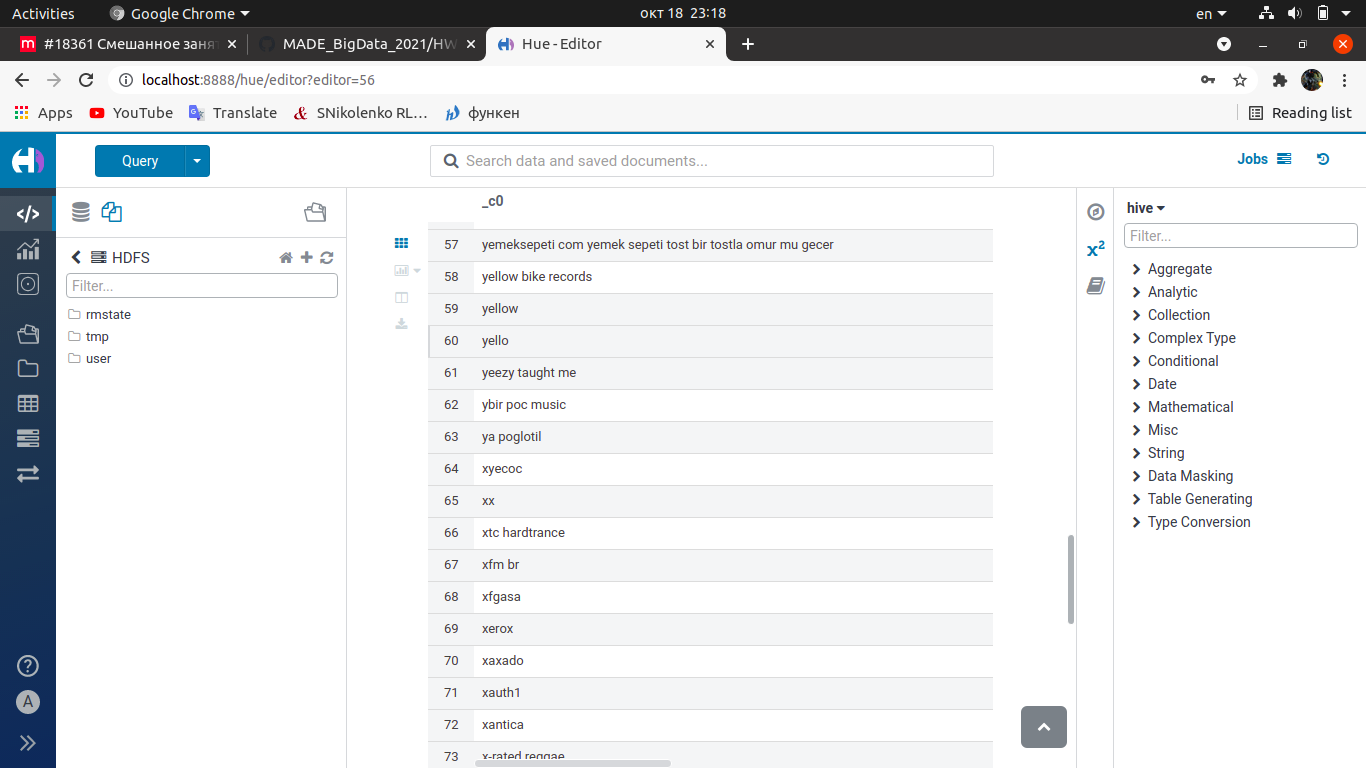 Activities
Google Chrome
окт 18 23:18
en
#18361 Смешанное заня
MADE_BigData_2021/HW
Hue - Editor
localhost:8888/hue/editor?editor=56
Apps
YouTube
Translate
SNikolenko RL...
функен
Reading list
Query
Search data and saved documents...
Jobs
HDFS
Filter...
rmstate
tmp
user
A
_c0
57 yemeksepeti com yemek sepeti tost bir tostla omur mu gecer
58 yellow bike records
59 yellow
60 yello
61 yeezy taught me
62 ybir poc music
63 ya poglotil
64 xyecoc
65 xx
66 xtc hardtrance
67 xfm br
68 xfgasa
69 xerox
70 xaxado
71 xauth1
72 xantica
73 x-rated reggae
x²
hive
Filter...
Aggregate
Analytic
Collection
Complex Type
Conditional
Date
Mathematical
Misc
String
Data Masking
Table Generating
Type Conversion